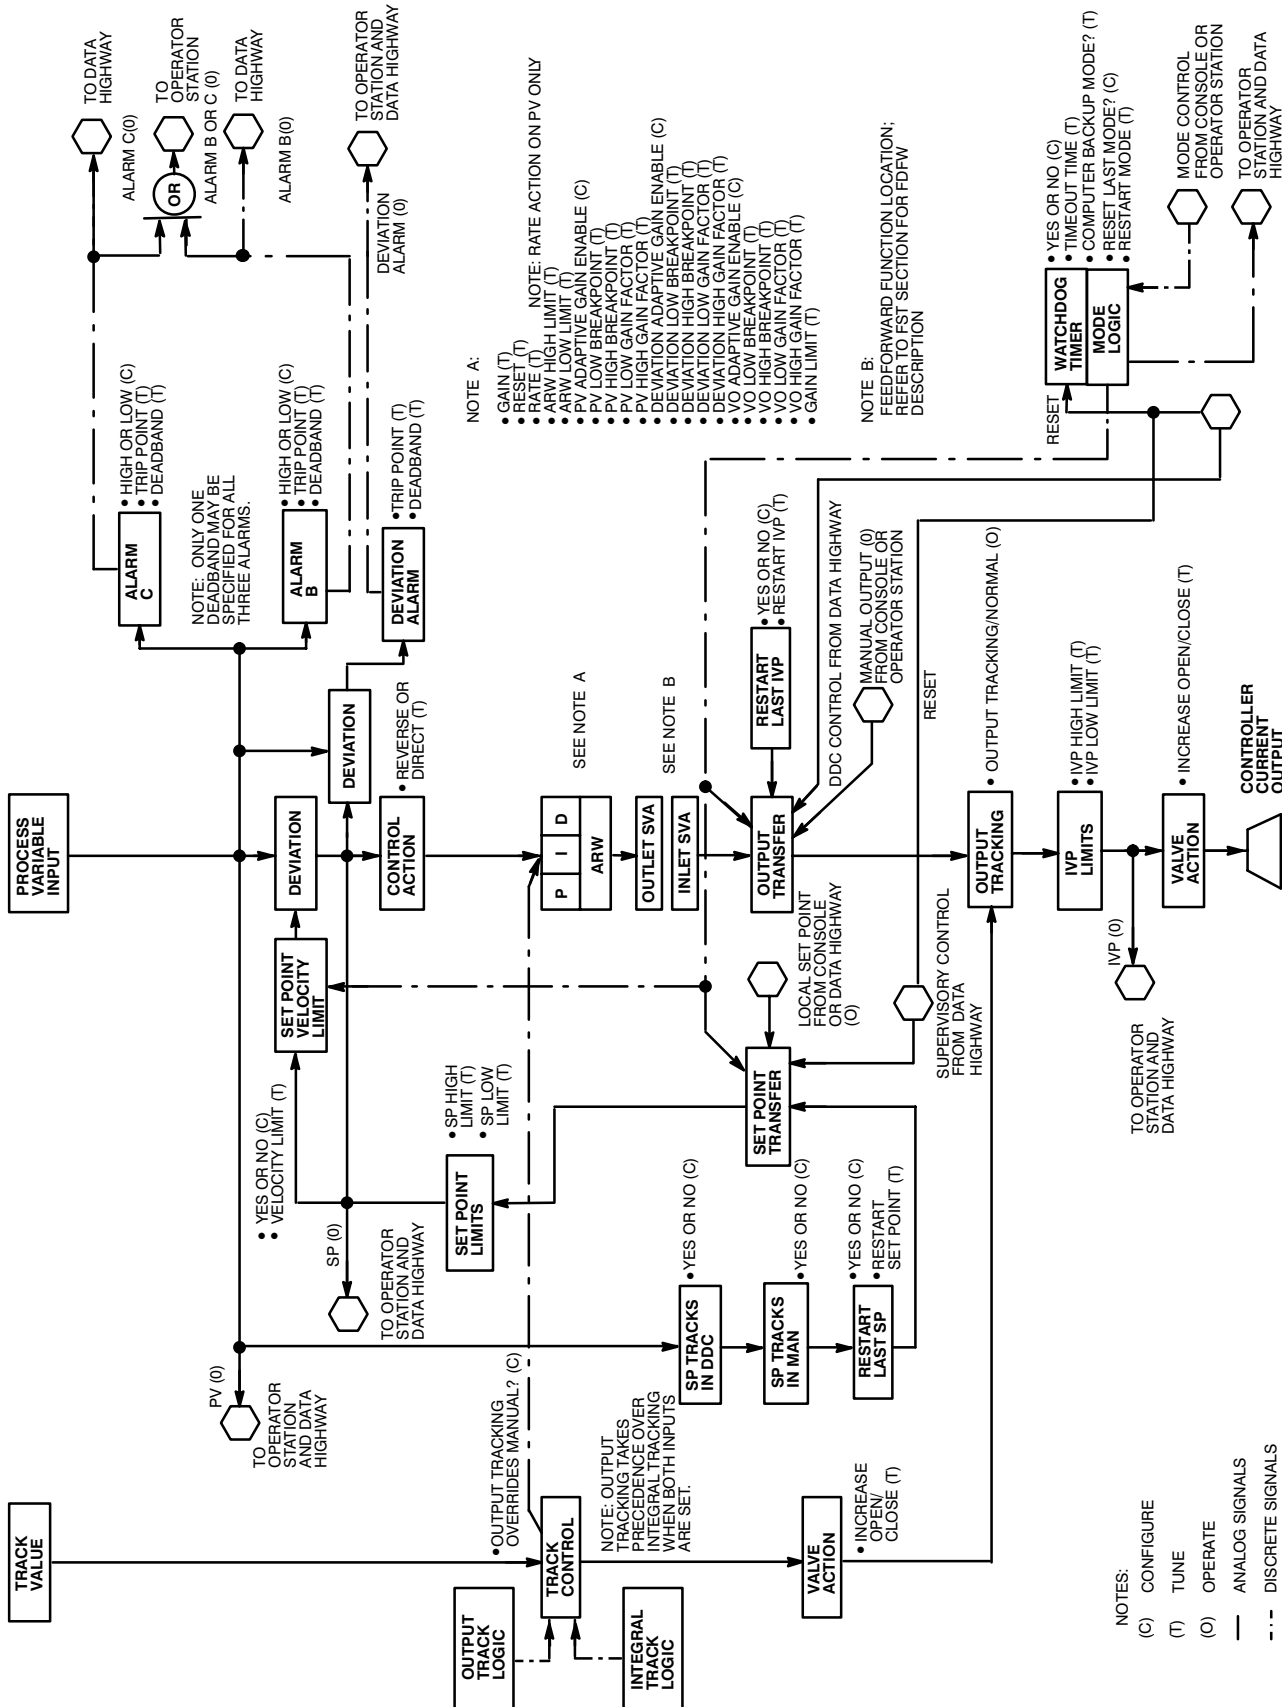 PROCESS
VARIABLE
INPUT
TRACK
VALUE
PV (0)
TO
OPERATOR
STATION
AND DATA
HIGHWAY
SP (0)
TO OPERATOR
STATION AND
DATA HIGHWAY
• YES OR NO (C)
• VELOCITY LIMIT (T)
SET POINT
VELOCITY
LIMIT
DEVIATION
DEVIATION
CONTROL
ACTION
• REVERSE OR
DIRECT (T)
ALARM
C
• HIGH OR LOW (C)
• TRIP POINT (T)
• DEADBAND (T)
NOTE: ONLY ONE
DEADBAND MAY BE
SPECIFIED FOR ALL
THREE ALARMS.
ALARM
B
• HIGH OR LOW (C)
• TRIP POINT (T)
• DEADBAND (T)
DEVIATION
ALARM
• TRIP POINT (T)
• DEADBAND (T)
TO DATA
HIGHWAY
ALARM C(0)
OR
TO
OPERATOR
STATION
ALARM B OR C (0)
TO DATA
HIGHWAY
ALARM B(0)
DEVIATION
ALARM (0)
TO OPERATOR
STATION AND
DATA HIGHWAY
SET POINT
LIMITS
• SP HIGH
LIMIT (T)
• SP LOW
LIMIT (T)
P I D
ARW
SEE NOTE A
OUTLET SVA
INLET SVA
SEE NOTE B
NOTE A:
• GAIN (T)
• RESET (T)
• RATE (T) NOTE: RATE ACTION ON PV ONLY
• ARW HIGH LIMIT (T)
• ARW LOW LIMIT (T)
• PV ADAPTIVE GAIN ENABLE (C)
• PV LOW BREAKPOINT (T)
• PV HIGH BREAKPOINT (T)
• PV LOW GAIN FACTOR (T)
• PV HIGH GAIN FACTOR (T)
• DEVIATION ADAPTIVE GAIN ENABLE (C)
• DEVIATION LOW BREAKPOINT (T)
• DEVIATION HIGH BREAKPOINT (T)
• DEVIATION LOW GAIN FACTOR (T)
• DEVIATION HIGH GAIN FACTOR (T)
• VO ADAPTIVE GAIN ENABLE (C)
• VO LOW BREAKPOINT (T)
• VO HIGH BREAKPOINT (T)
• VO LOW GAIN FACTOR (T)
• VO HIGH GAIN FACTOR (T)
• GAIN LIMIT (T)
NOTE B:
FEEDFORWARD FUNCTION LOCATION;
REFER TO FST SECTION FOR FDFW
DESCRIPTION
• OUTPUT TRACKING
OVERRIDES MANUAL? (C)
OUTPUT
TRACK
LOGIC
TRACK
CONTROL
INTEGRAL
TRACK
LOGIC
NOTE: OUTPUT
TRACKING TAKES
PRECEDENCE OVER
INTEGRAL TRACKING
WHEN BOTH INPUTS
ARE SET.
SP TRACKS
IN DDC
• YES OR NO (C)
SP TRACKS
IN MAN
• YES OR NO (C)
RESTART
LAST SP
• YES OR NO (C)
• RESTART
SET POINT (T)
SET POINT
TRANSFER
LOCAL SET POINT
FROM CONSOLE
OR DATA HIGHWAY
(O)
OUTPUT
TRANSFER
RESTART
LAST IVP
• YES OR NO (C)
• RESTART IVP (T)
DDC CONTROL FROM DATA HIGHWAY
MANUAL OUTPUT (0)
FROM CONSOLE OR
OPERATOR STATION
RESET
SUPERVISORY CONTROL
FROM DATA
HIGHWAY
RESET
WATCHDOG
TIMER
MODE
LOGIC
• YES OR NO (C)
• TIMEOUT TIME (T)
• COMPUTER BACKUP MODE? (T)
• RESET LAST MODE? (C)
• RESTART MODE (T)
MODE CONTROL
FROM CONSOLE OR
OPERATOR STATION
TO OPERATOR
STATION AND DATA
HIGHWAY
VALVE
ACTION
• INCREASE
OPEN/
CLOSE (T)
OUTPUT
TRACKING
• OUTPUT TRACKING/NORMAL (O)
IVP
LIMITS
• IVP HIGH LIMIT (T)
• IVP LOW LIMIT (T)
IVP (0)
TO OPERATOR
STATION AND
DATA HIGHWAY
VALVE
ACTION
• INCREASE OPEN/CLOSE (T)
CONTROLLER
CURRENT
OUTPUT
NOTES:
(C) CONFIGURE
(T) TUNE
(O) OPERATE
ANALOG SIGNALS
DISCRETE SIGNALS